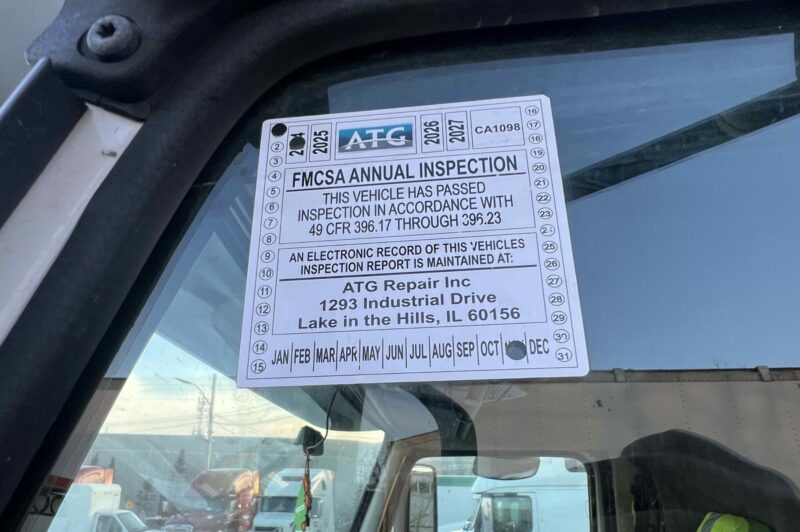 2025 ATG 2026 2027 CA1098
FMCSA ANNUAL INSPECTION
THIS VEHICLE HAS PASSED
INSPECTION IN ACCORDANCE WITH
49 CFR 396.17 THROUGH 396.23
AN ELECTRONIC RECORD OF THIS VEHICLES
INSPECTION REPORT IS MAINTAINED AT:
ATG Repair Inc
1293 Industrial Drive
Lake in the Hills, IL 60156
JAN FEB MAR APR MAY JUN JUL AUG SEP OCT DEC
2
3
4
5
6
7
8
9
10
11
12
13
14
15
16
17
18
19
20
21
22
23
24
25
26
27
28
29
30
31